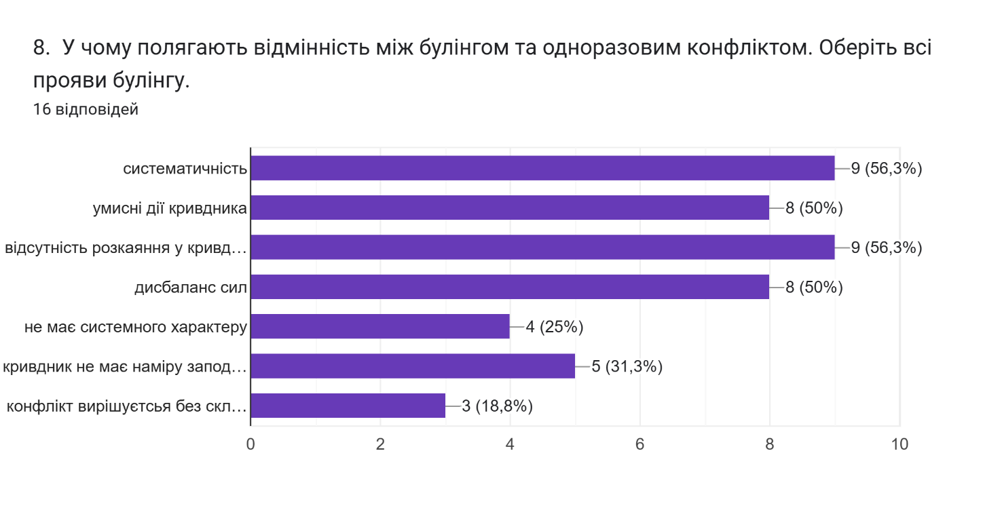 8. У чому полягають відмінність між булінгом та одноразовим конфліктом. Оберіть всі
прояви булінгу.
16 відповідей
систематичність
9 (56,3%)
умисні дії кривдника
8 (50%)
відсутність розкаяння у кривд…
9 (56,3%)
дисбаланс сил
8 (50%)
не має системного характеру
4 (25%)
кривдник не має наміру запод…
5 (31,3%)
конфлікт вирішуєтсья без скл…
3 (18,8%)
0 2 4 6 8 10